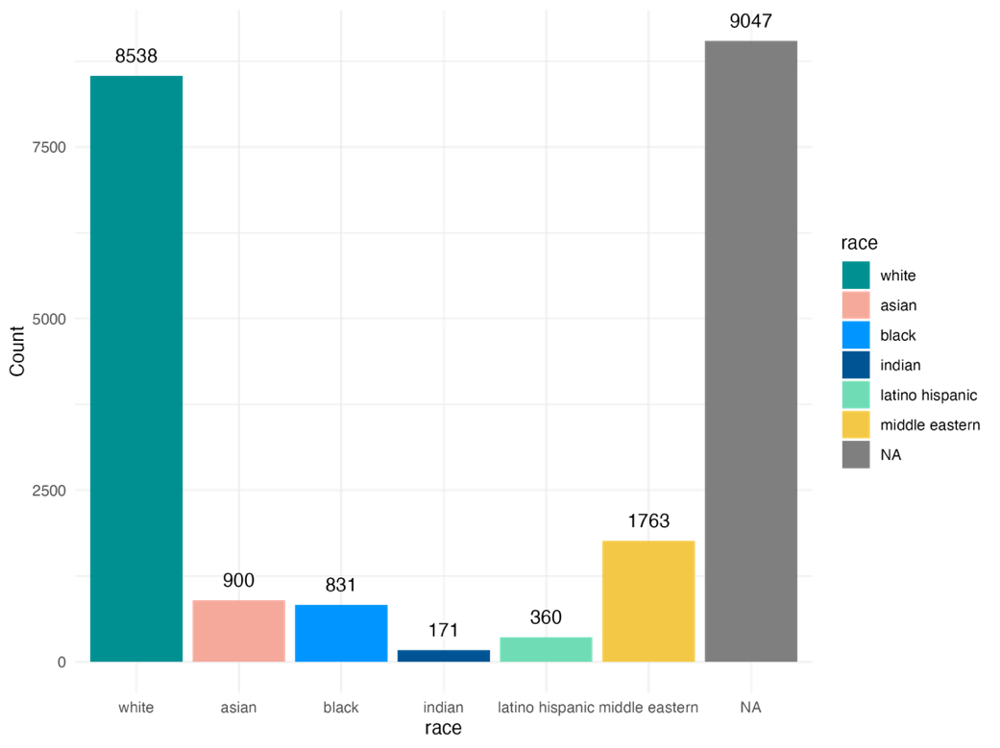 9047
8538
7500
5000
2500
1763
900
831
360
171
0
Count
white asian black indian latino hispanic middle eastern NA
race
race
white
asian
black
indian
latino hispanic
middle eastern
NA